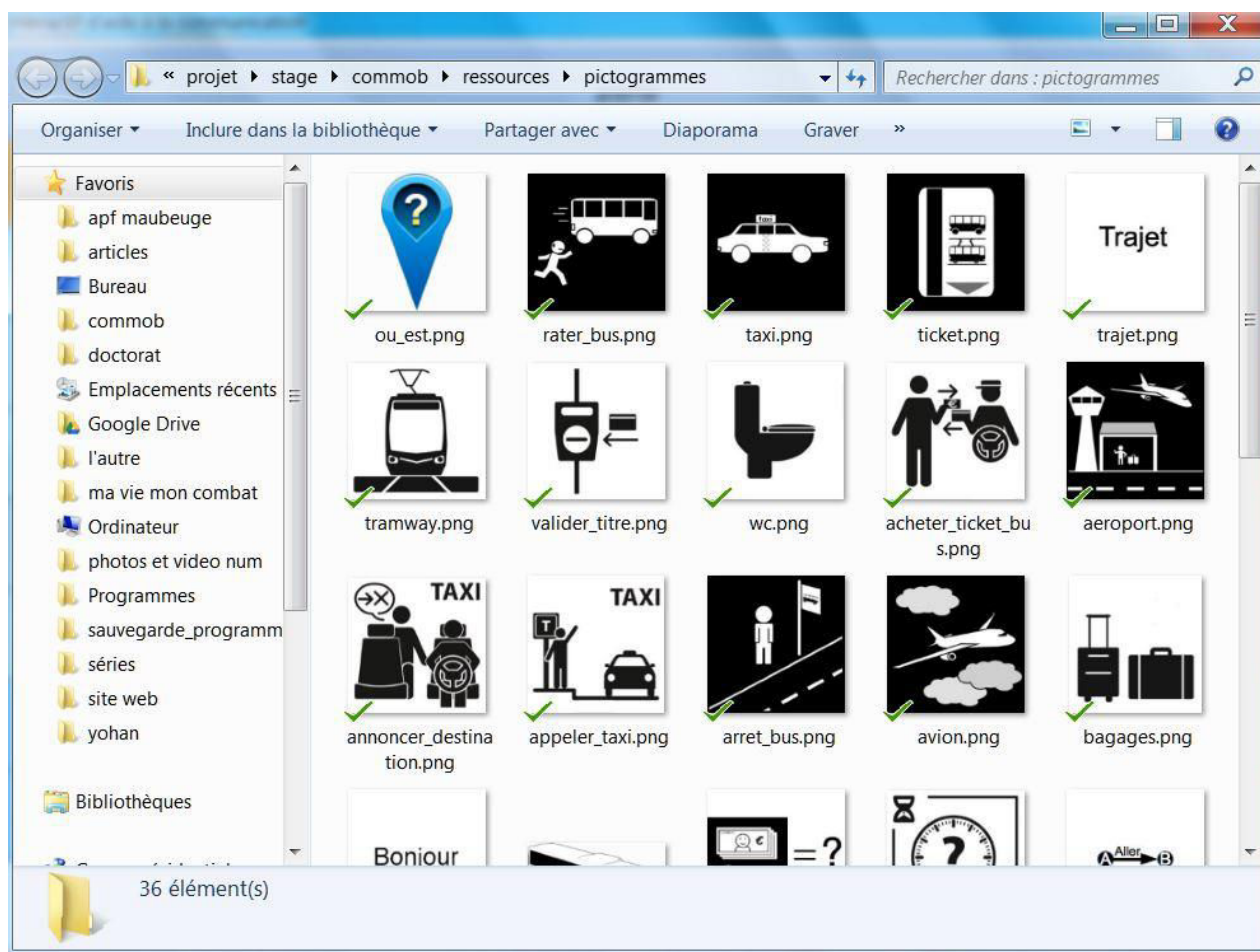 « projet ▸ stage ▸ commob ▸ ressources ▸ pictogrammes
Rechercher dans : pictogrammes
Organiser
Inclure dans la bibliothèque
Partager avec
Diaporama
Graver
»
Favoris
apf maubeuge
articles
Bureau
commob
doctorat
Emplacements récents
Google Drive
l'autre
ma vie mon combat
Ordinateur
photos et video num
Programmes
sauvegarde_programm
séries
site web
yohan
Bibliothèques
?
Taxi
Trajet
ou_est.png
rater_bus.png
taxi.png
ticket.png
trajet.png
tramway.png
valider_titre.png
wc.png
acheter_ticket_bu
s.png
aeroport.png
TAXI
TAXI
T
annoncer_destina
tion.png
appeler_taxi.png
arret_bus.png
avion.png
bagages.png
Bonjour
€
= ?
?
A Aller B
36 élément(s)